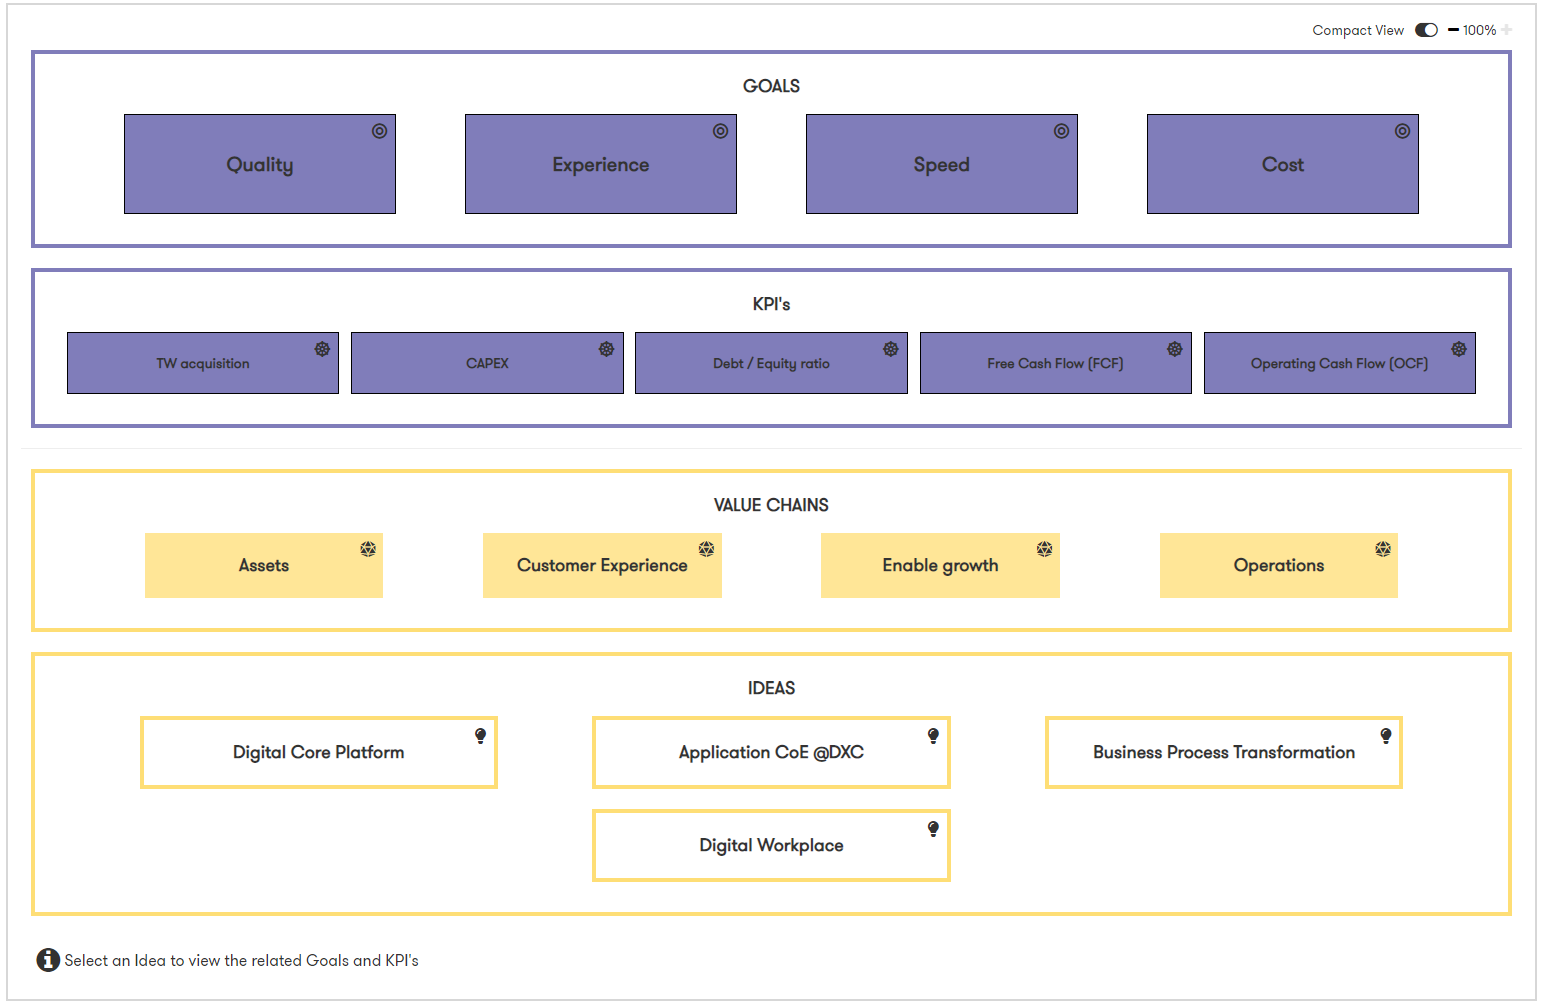 Compact View 100%
GOALS
Quality Experience Speed Cost
KPI's
TW acquisition CAPEX Debt / Equity ratio Free Cash Flow (FCF) Operating Cash Flow (OCF)
VALUE CHAINS
Assets Customer Experience Enable growth Operations
IDEAS
Digital Core Platform Application CoE @DXC Business Process Transformation
Digital Workplace
Select an Idea to view the related Goals and KPI's